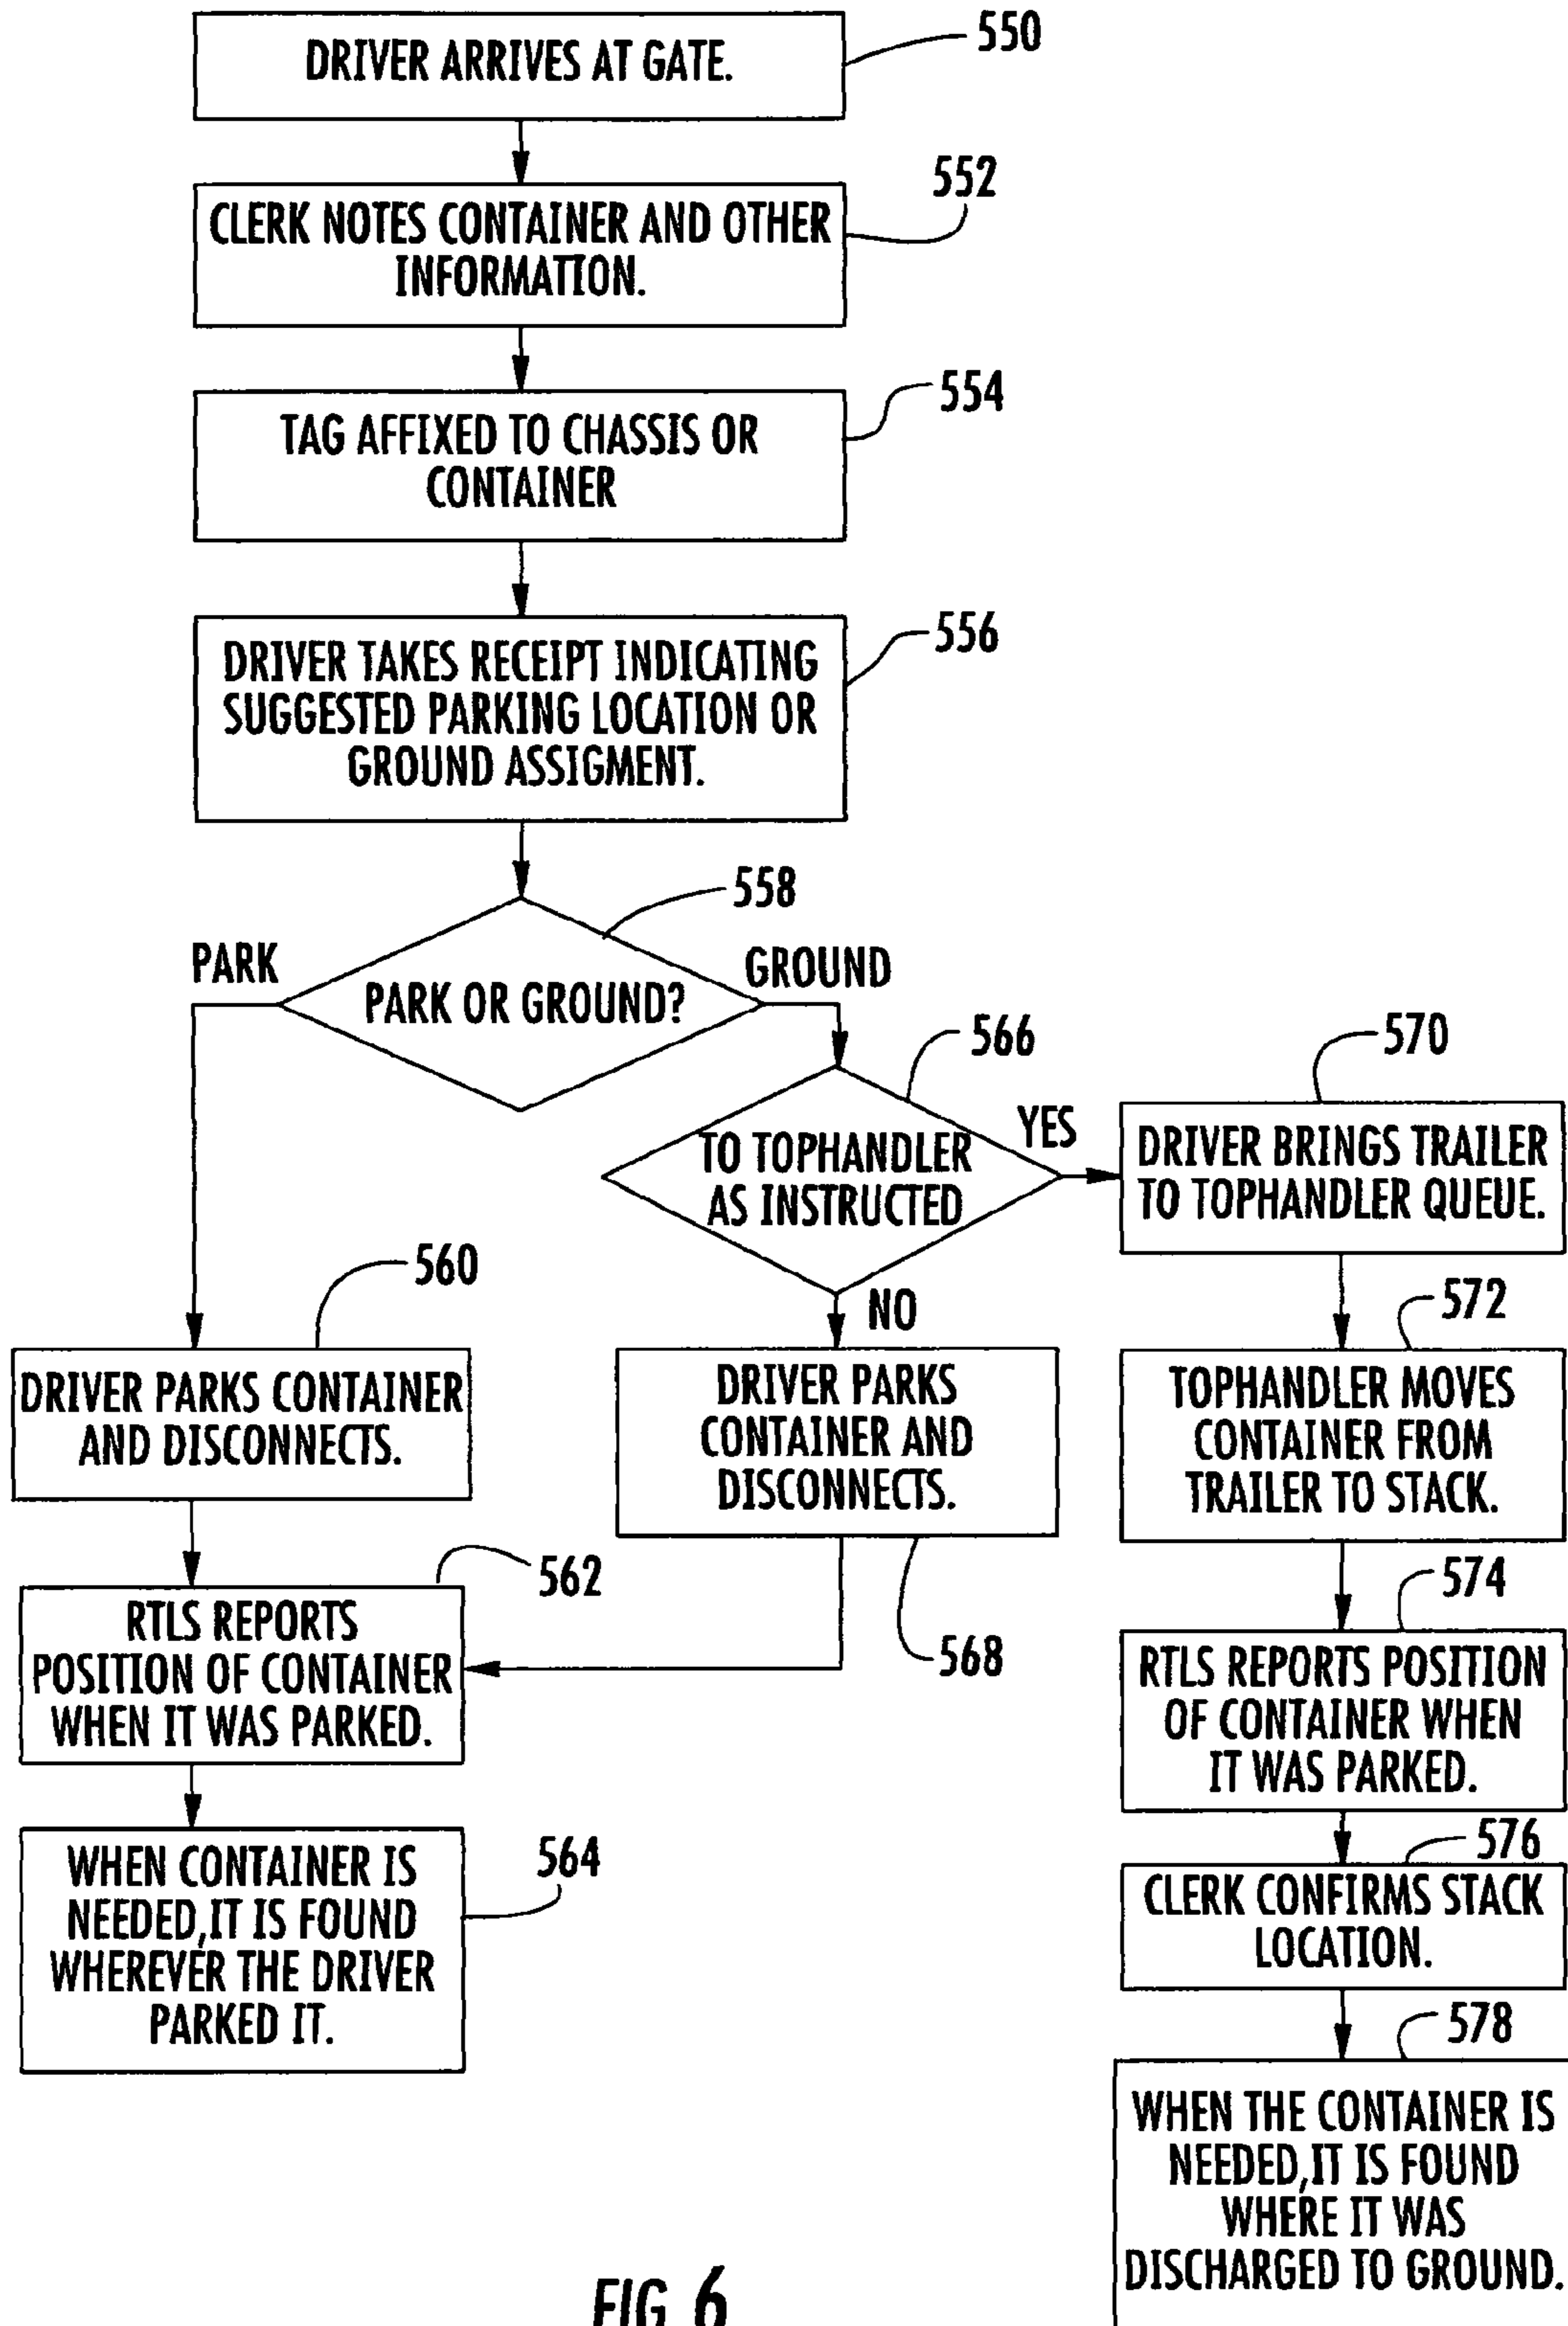 DRIVER ARRIVES AT GATE.
550
CLERK NOTES CONTAINER AND OTHER
INFORMATION.
552
TAG AFFIXED TO CHASSIS OR
CONTAINER
554
DRIVER TAKES RECEIPT INDICATING
SUGGESTED PARKING LOCATION OR
GROUND ASSIGMENT.
556
558
PARK
PARK OR GROUND?
GROUND
566
TO TOPHANDLER
AS INSTRUCTED
YES
NO
570
DRIVER BRINGS TRAILER
TO TOPHANDLER QUEUE.
560
DRIVER PARKS CONTAINER
AND DISCONNECTS.
DRIVER PARKS
CONTAINER AND
DISCONNECTS.
568
572
TOPHANDLER MOVES
CONTAINER FROM
TRAILER TO STACK.
562
RTLS REPORTS
POSITION OF CONTAINER
WHEN IT WAS PARKED.
574
RTLS REPORTS POSITION
OF CONTAINER WHEN
IT WAS PARKED.
564
WHEN CONTAINER IS
NEEDED,IT IS FOUND
WHEREVER THE DRIVER
PARKED IT.
576
CLERK CONFIRMS STACK
LOCATION.
578
WHEN THE CONTAINER IS
NEEDED,IT IS FOUND
WHERE IT WAS
DISCHARGED TO GROUND.
FIG 6